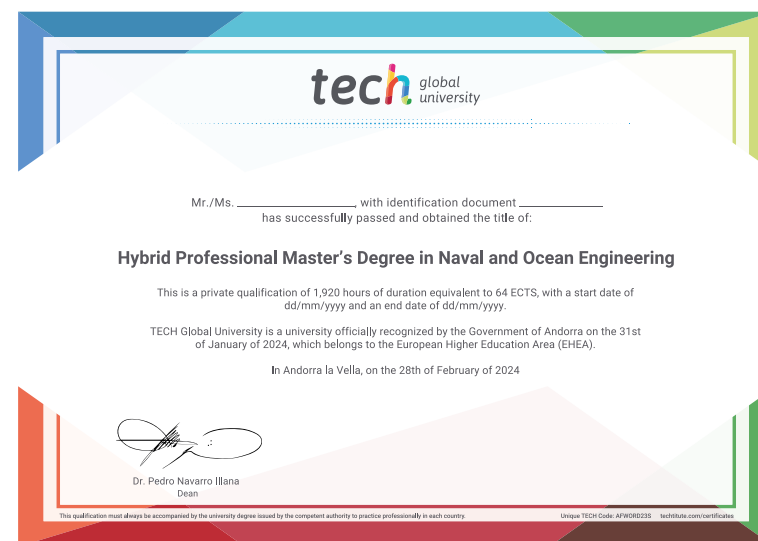 tech global
university
Mr./Ms. ____________, with identification document ____________
has successfully passed and obtained the title of:
Hybrid Professional Master’s Degree in Naval and Ocean Engineering
This is a private qualification of 1,920 hours of duration equivalent to 64 ECTS, with a start date of
dd/mm/yyyy and an end date of dd/mm/yyyy.
TECH Global University is a university officially recognized by the Government of Andorra on the 31st
of January of 2024, which belongs to the European Higher Education Area (EHEA).
In Andorra la Vella, on the 28th of February of 2024
Dr. Pedro Navarro Illana
Dean
This qualification must always be accompanied by the university degree issued by the competent authority to practice professionally in each country. Unique TECH Code: AFWORD23S techtitute.com/certificates